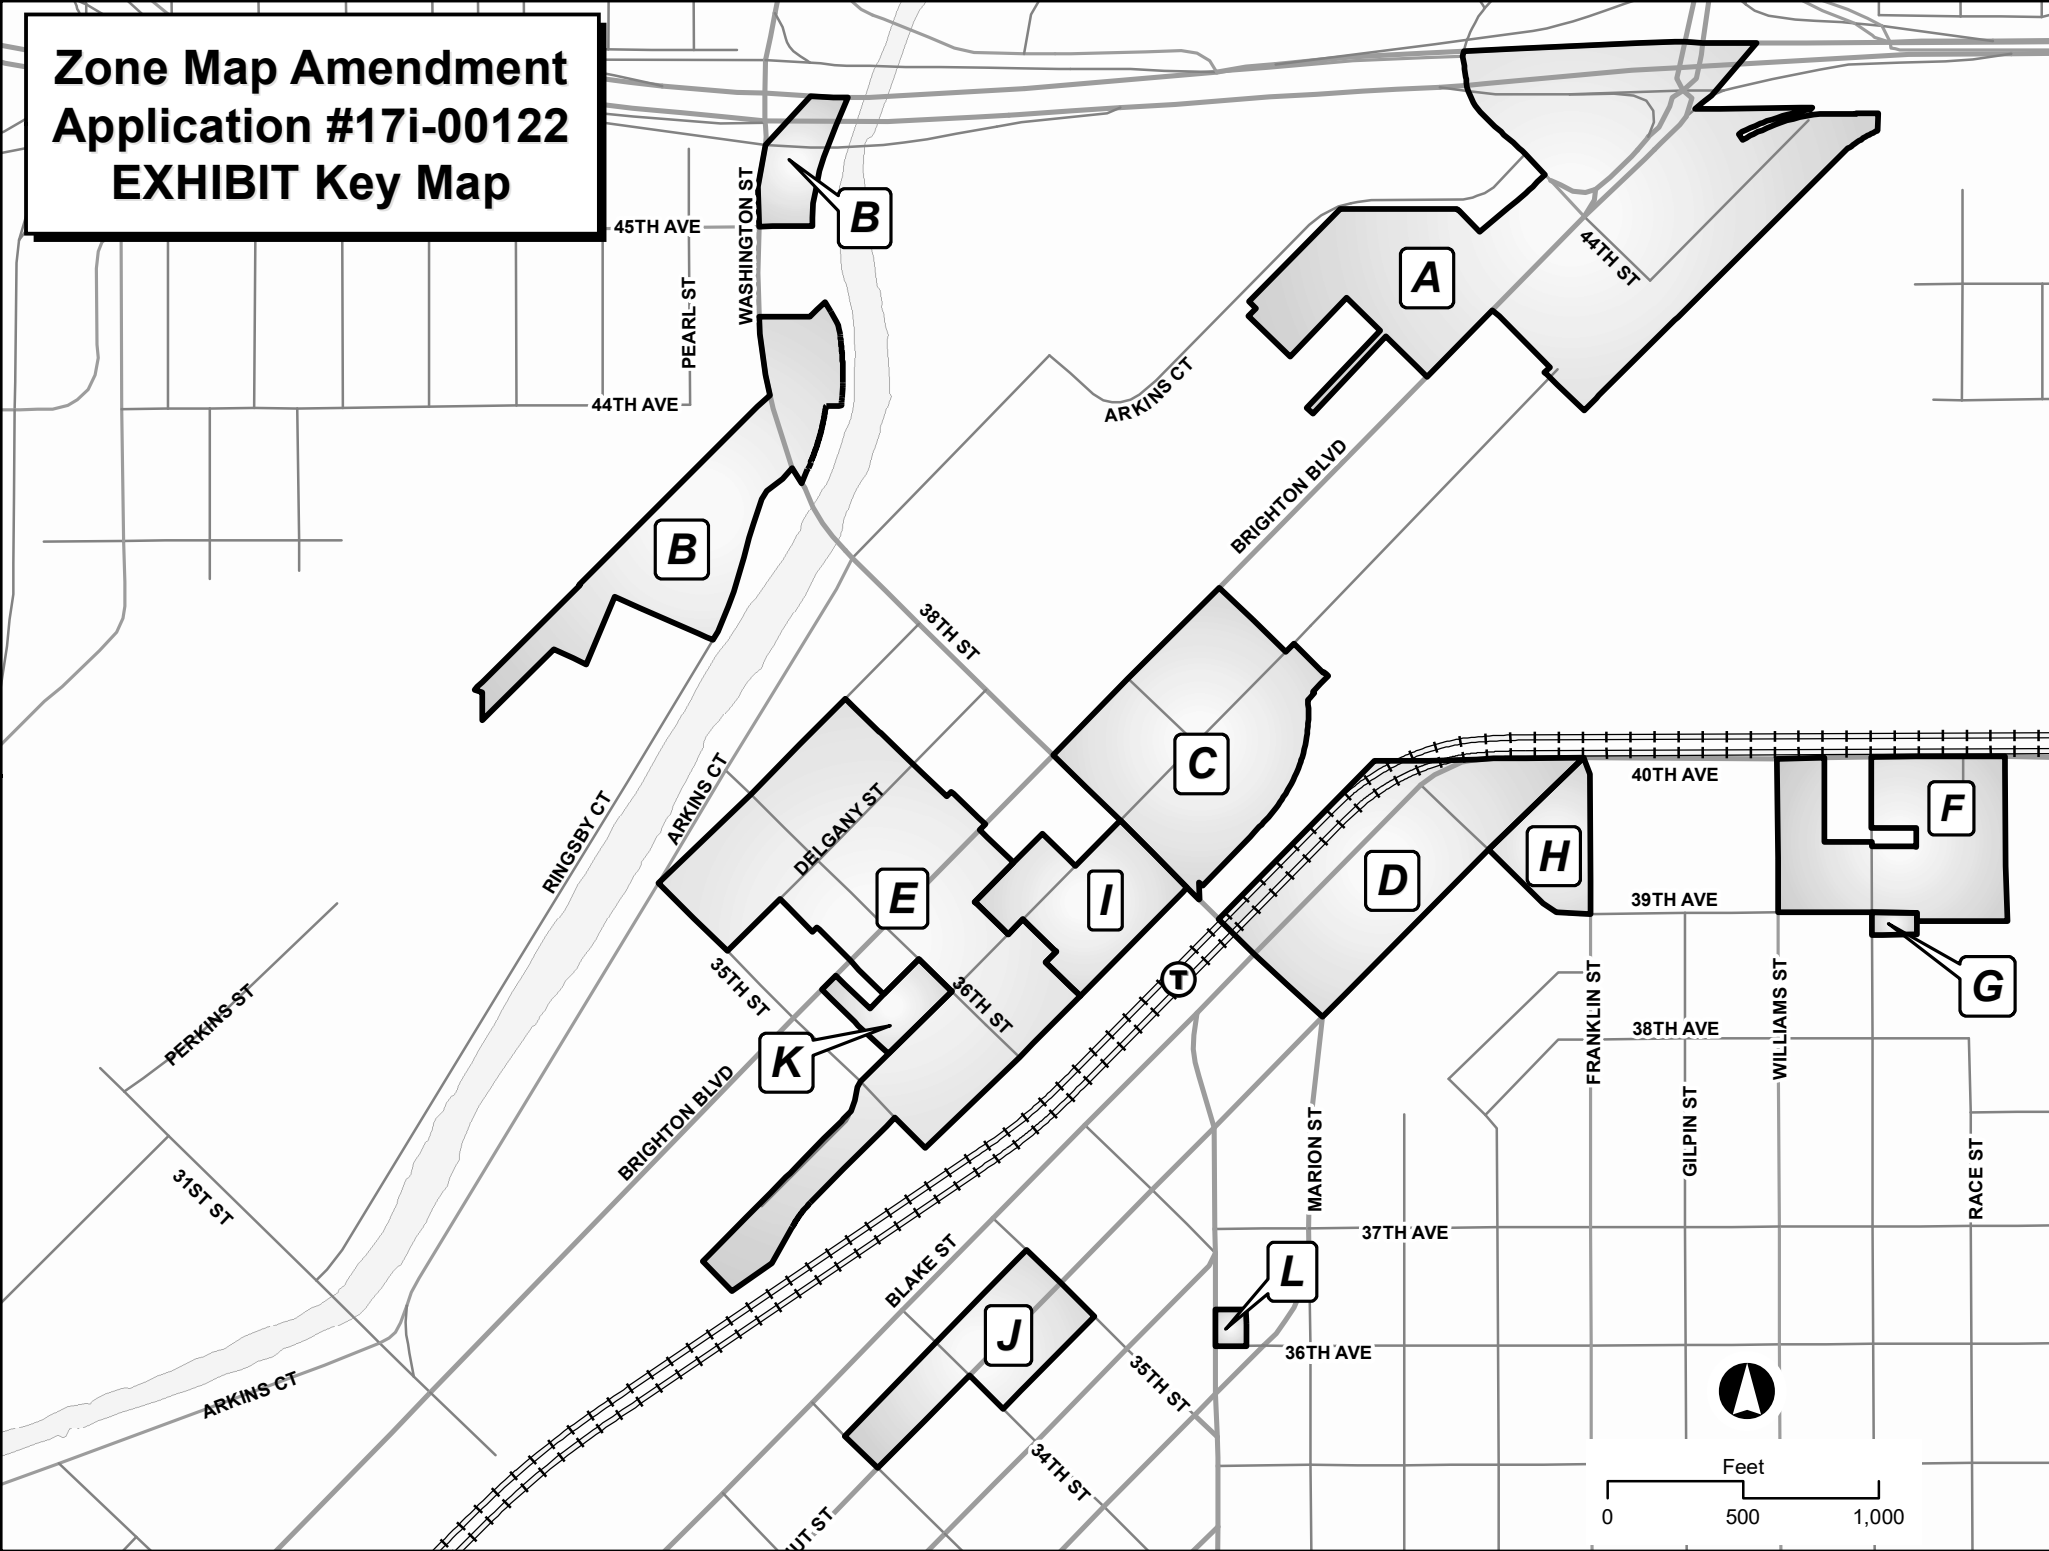 Zone Map Amendment
Application #17i-00122
EXHIBIT Key Map
B
45TH AVE
WASHINGTON ST
PEARL ST
44TH AVE
A
44TH ST
ARKINS CT
BRIGHTON BLVD
B
38TH ST
C
40TH AVE
F
RINGSBY CT
ARKINS CT
DELGANY ST
E
I
D
H
39TH AVE
G
35TH ST
36TH ST
T
PERKINS ST
K
FRANKLIN ST
WILLIAMS ST
38TH AVE
BRIGHTON BLVD
MARION ST
GILPIN ST
RACE ST
31ST ST
37TH AVE
BLAKE ST
L
J
36TH AVE
35TH ST
ARKINS CT
34TH ST
UT ST
Feet
0 500 1,000